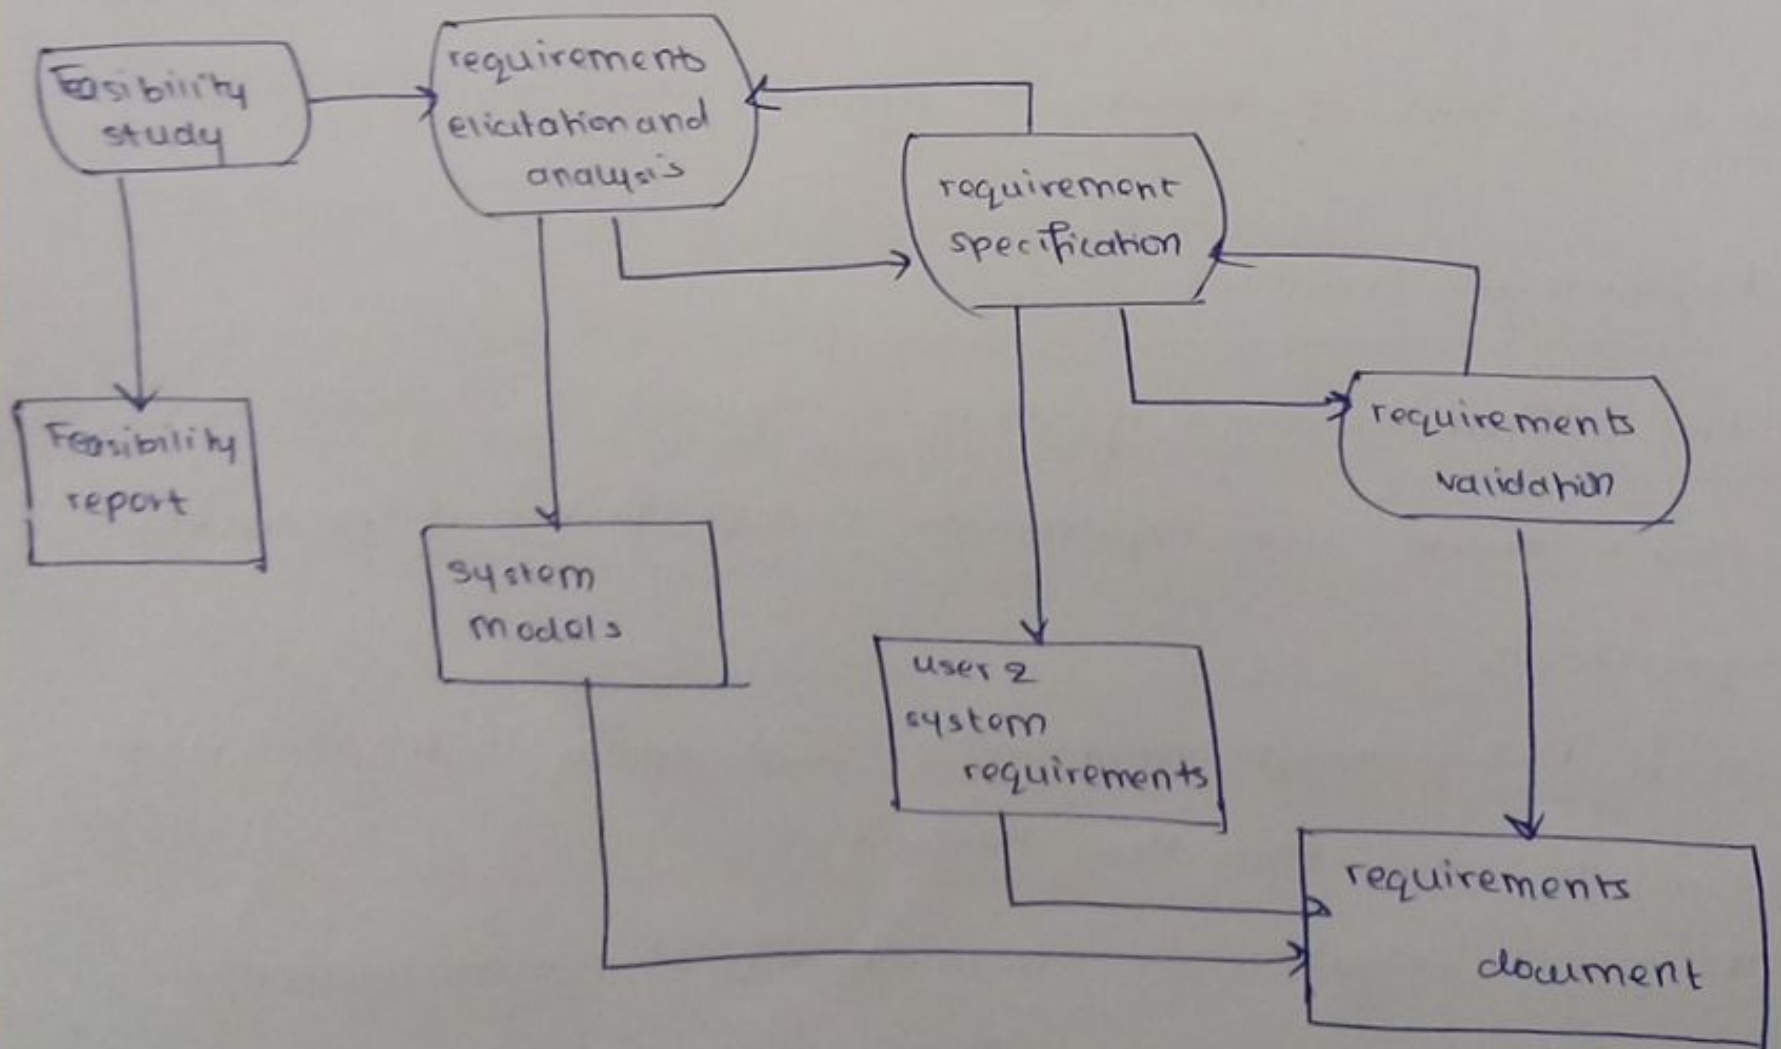 Feasibility
study
requirements
elicitation and
analysis
requirement
specification
requirements
validation
Feasibility
report
system
models
user &
system
requirements
requirements
document